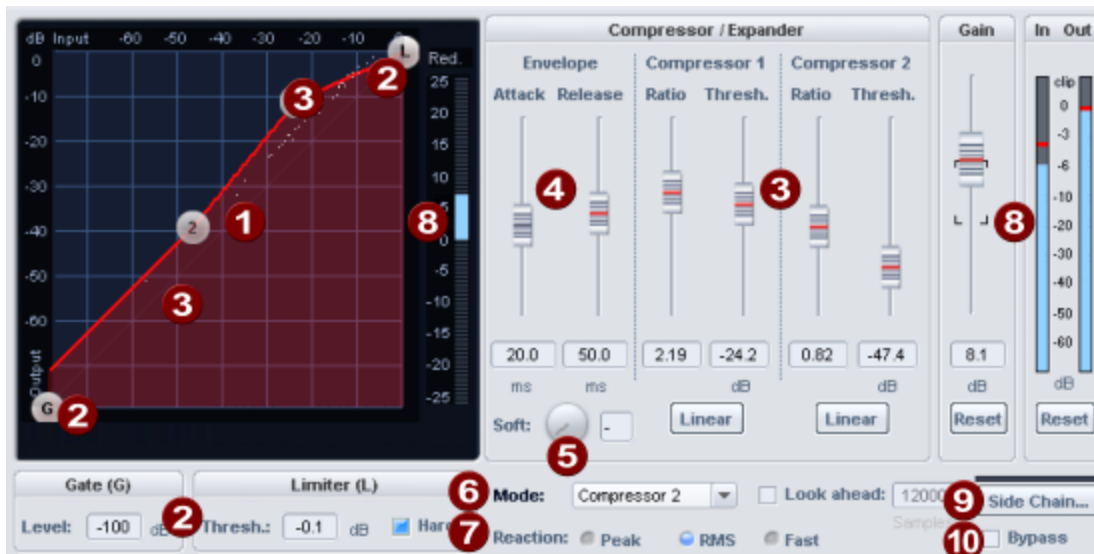 dB Input -60 -50 -40 -30 -20 -10 0
L
Red.
0
-10
-20
-30
-40
-50
-60
Output
25
20
15
10
5
0
-5
-10
-15
-20
-25
1
2
2
3
3
8
2
G
Compressor / Expander
Envelope Compressor 1 Compressor 2
Attack Release Ratio Thresh. Ratio Thresh.
4
3
20.0 50.0 2.19 -24.2 0.82 -47.4
ms ms dB dB
Soft: - Linear Linear
5
Gain
8
8.1
dB
Reset
In Out
clip
0
-3
-6
-10
-20
-30
-40
-50
-60
dB
Reset
Gate (G)
Level: -100 dB
2
Limiter (L)
Thresh.: -0.1 dB Hard
6
Mode: Compressor 2 Look ahead: 12000
Samples
7
Reaction: Peak RMS Fast
9
Side Chain...
10
Bypass